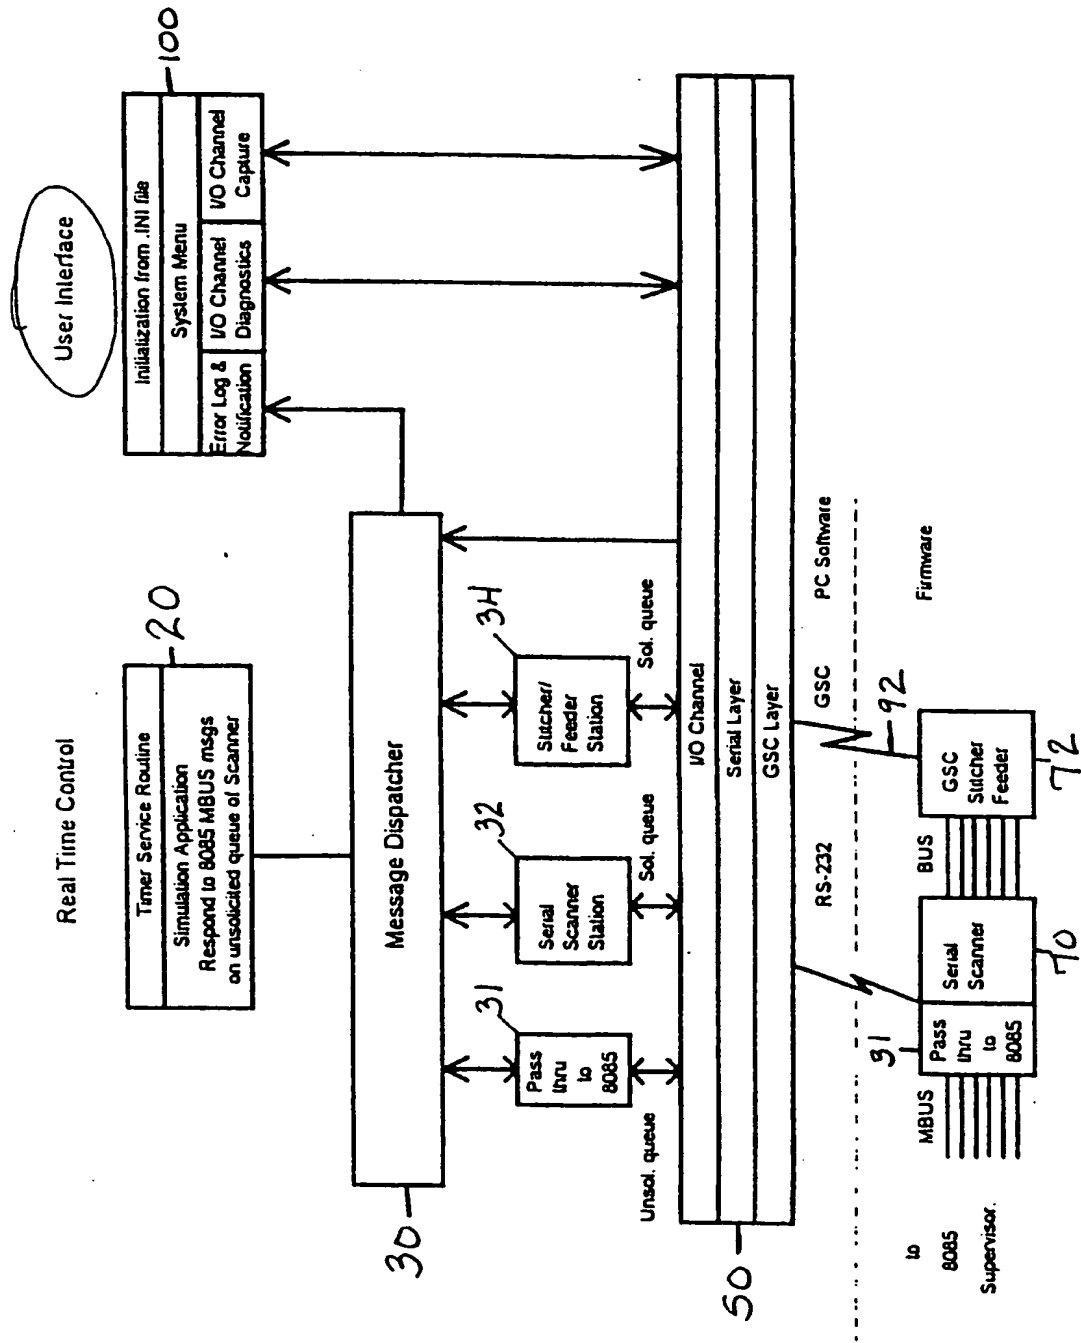 Real Time Control
User Interface
Timer Service Routine
20
Simulation Application
Respond to 8085 MBUS msgs
on unsolicited queue of Scanner
Initialization from .INI file
100
System Menu
Error Log &
Notification
I/O Channel
Diagnostics
I/O Channel
Capture
30
Message Dispatcher
31
Pass
thru
to
8085
32
Serial
Scanner
Station
34
Stitcher/
Feeder
Station
Unsol. queue
Sol. queue
Sol. queue
50
I/O Channel
Serial Layer
GSC Layer
RS-232
GSC
PC Software
Firmware
92
to
8085
Supervisor.
MBUS
31
Pass
thru
to
8085
Serial
Scanner
70
BUS
GSC
Stitcher
Feeder
72